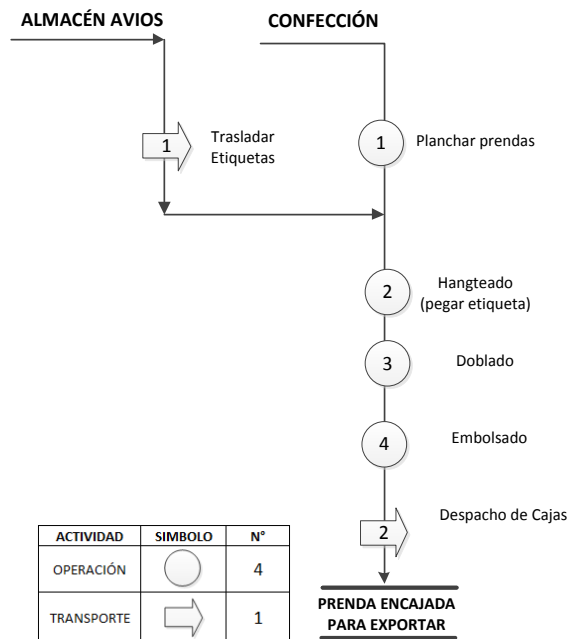 ALMACÉN AVIOS
CONFECCIÓN
1
Trasladar
Etiquetas
1
Planchar prendas
2
Hangteado
(pegar etiqueta)
3
Doblado
4
Embolsado
2
Despacho de Cajas
PRENDA ENCAJADA
PARA EXPORTAR
ACTIVIDAD SIMBOLO N°
OPERACIÓN 4
TRANSPORTE 1